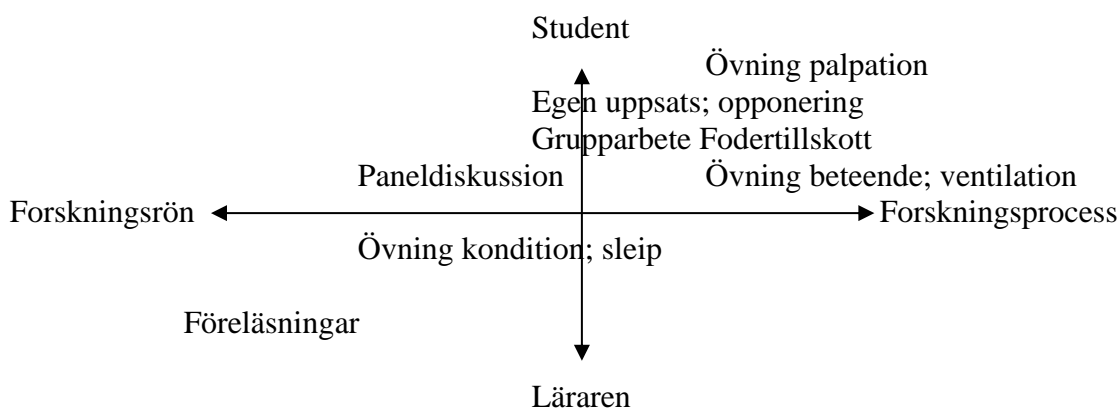 Student
Övning palpation
Egen uppsats; opponering
Grupparbete Fodertillskott
Paneldiskussion
Övning beteende; ventilation
Forskningsrön
Forskningsprocess
Övning kondition; sleip
Föreläsningar
Läraren